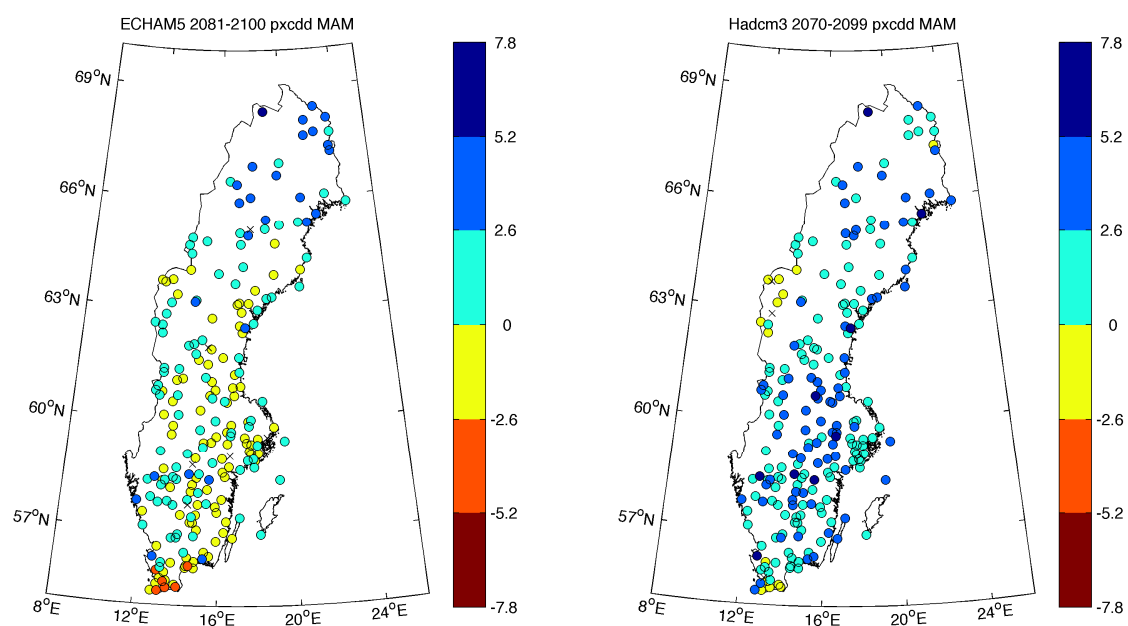 ECHAM5 2081-2100 pxcdd MAM
69°N
66°N
63°N
60°N
57°N
8°E
12°E
16°E
20°E
24°E
7.8
5.2
2.6
0
-2.6
-5.2
-7.8
Hadcm3 2070-2099 pxcdd MAM
69°N
66°N
63°N
60°N
57°N
8°E
12°E
16°E
20°E
24°E
7.8
5.2
2.6
0
-2.6
-5.2
-7.8